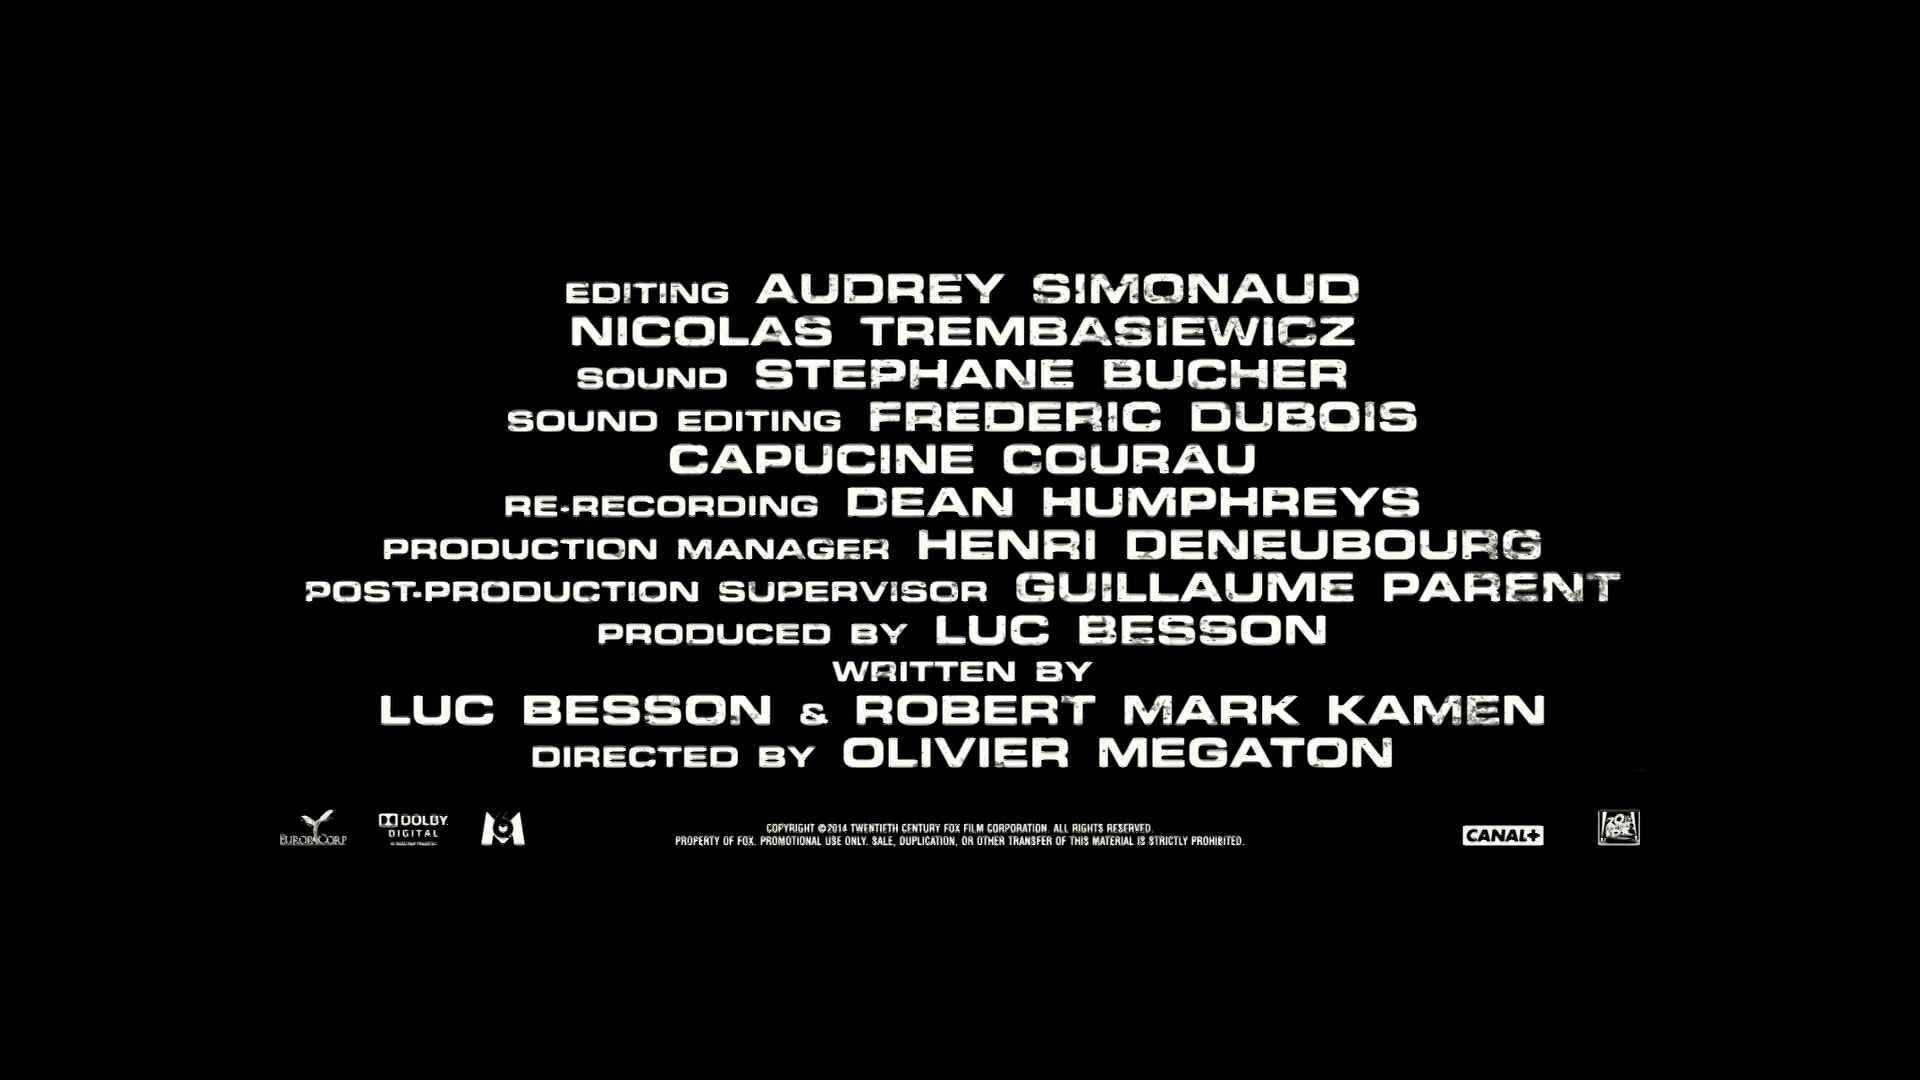 EDITING AUDREY SIMONAUD
NICOLAS TREMBASIEWICZ
SOUND STEPHANE BUCHER
SOUND EDITING FREDERIC DUBOIS
CAPUCINE COURAU
RE-RECORDING DEAN HUMPHREYS
PRODUCTION MANAGER HENRI DENEUBOURG
POST-PRODUCTION SUPERVISOR GUILLAUME PARENT
PRODUCED BY LUC BESSON
WRITTEN BY
LUC BESSON & ROBERT MARK KAMEN
DIRECTED BY OLIVIER MEGATON
EUROPACORP
DOLBY
DIGITAL
COPYRIGHT ©2014 TWENTIETH CENTURY FOX FILM CORPORATION. ALL RIGHTS RESERVED.
PROPERTY OF FOX. PROMOTIONAL USE ONLY. SALE, DUPLICATION, OR OTHER TRANSFER OF THIS MATERIAL IS STRICTLY PROHIBITED.
CANAL+